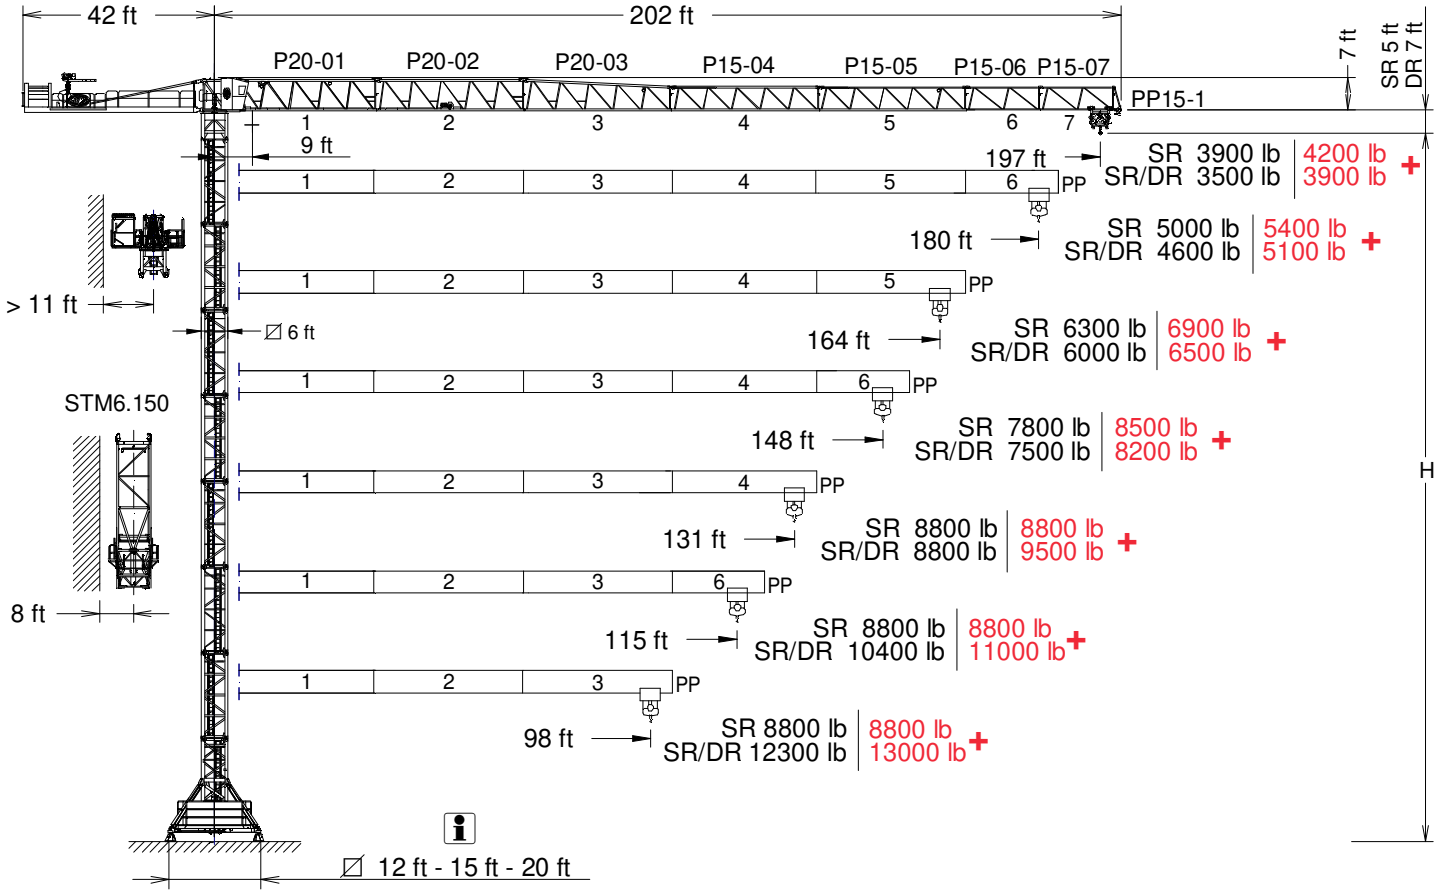 42 ft
202 ft
7 ft
SR 5 ft
DR 7 ft
P20-01 P20-02 P20-03 P15-04 P15-05 P15-06 P15-07
PP15-1
1 2 3 4 5 6 7
9 ft
197 ft
SR 3900 lb 4200 lb +
SR/DR 3500 lb 3900 lb
1 2 3 4 5 6 PP
180 ft
SR 5000 lb 5400 lb +
SR/DR 4600 lb 5100 lb
1 2 3 4 5 PP
> 11 ft
6 ft
164 ft
SR 6300 lb 6900 lb +
SR/DR 6000 lb 6500 lb
1 2 3 4 6 PP
STM6.150
148 ft
SR 7800 lb 8500 lb +
SR/DR 7500 lb 8200 lb
H
1 2 3 4 PP
131 ft
SR 8800 lb 8800 lb +
SR/DR 8800 lb 9500 lb
1 2 3 6 PP
8 ft
115 ft
SR 8800 lb 8800 lb +
SR/DR 10400 lb 11000 lb
1 2 3 PP
98 ft
SR 8800 lb 8800 lb +
SR/DR 12300 lb 13000 lb
i
12 ft - 15 ft - 20 ft